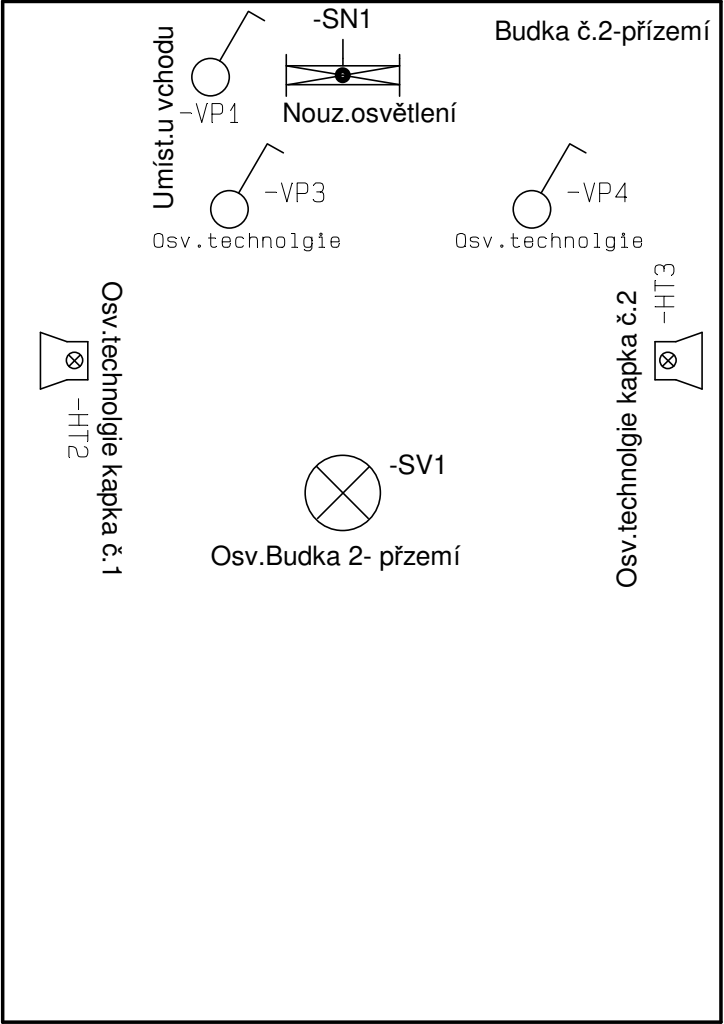 -SN1
Budka č.2-přízemí
Umíst.u vchodu
-VP1
Nouz.osvětlení
-VP3
Osv.technolgie
-VP4
Osv.technolgie
Osv.technolgie kapka č.1
-HT2
Osv.technolgie kapka č.2
-HT3
-SV1
Osv.Budka 2- přzemí